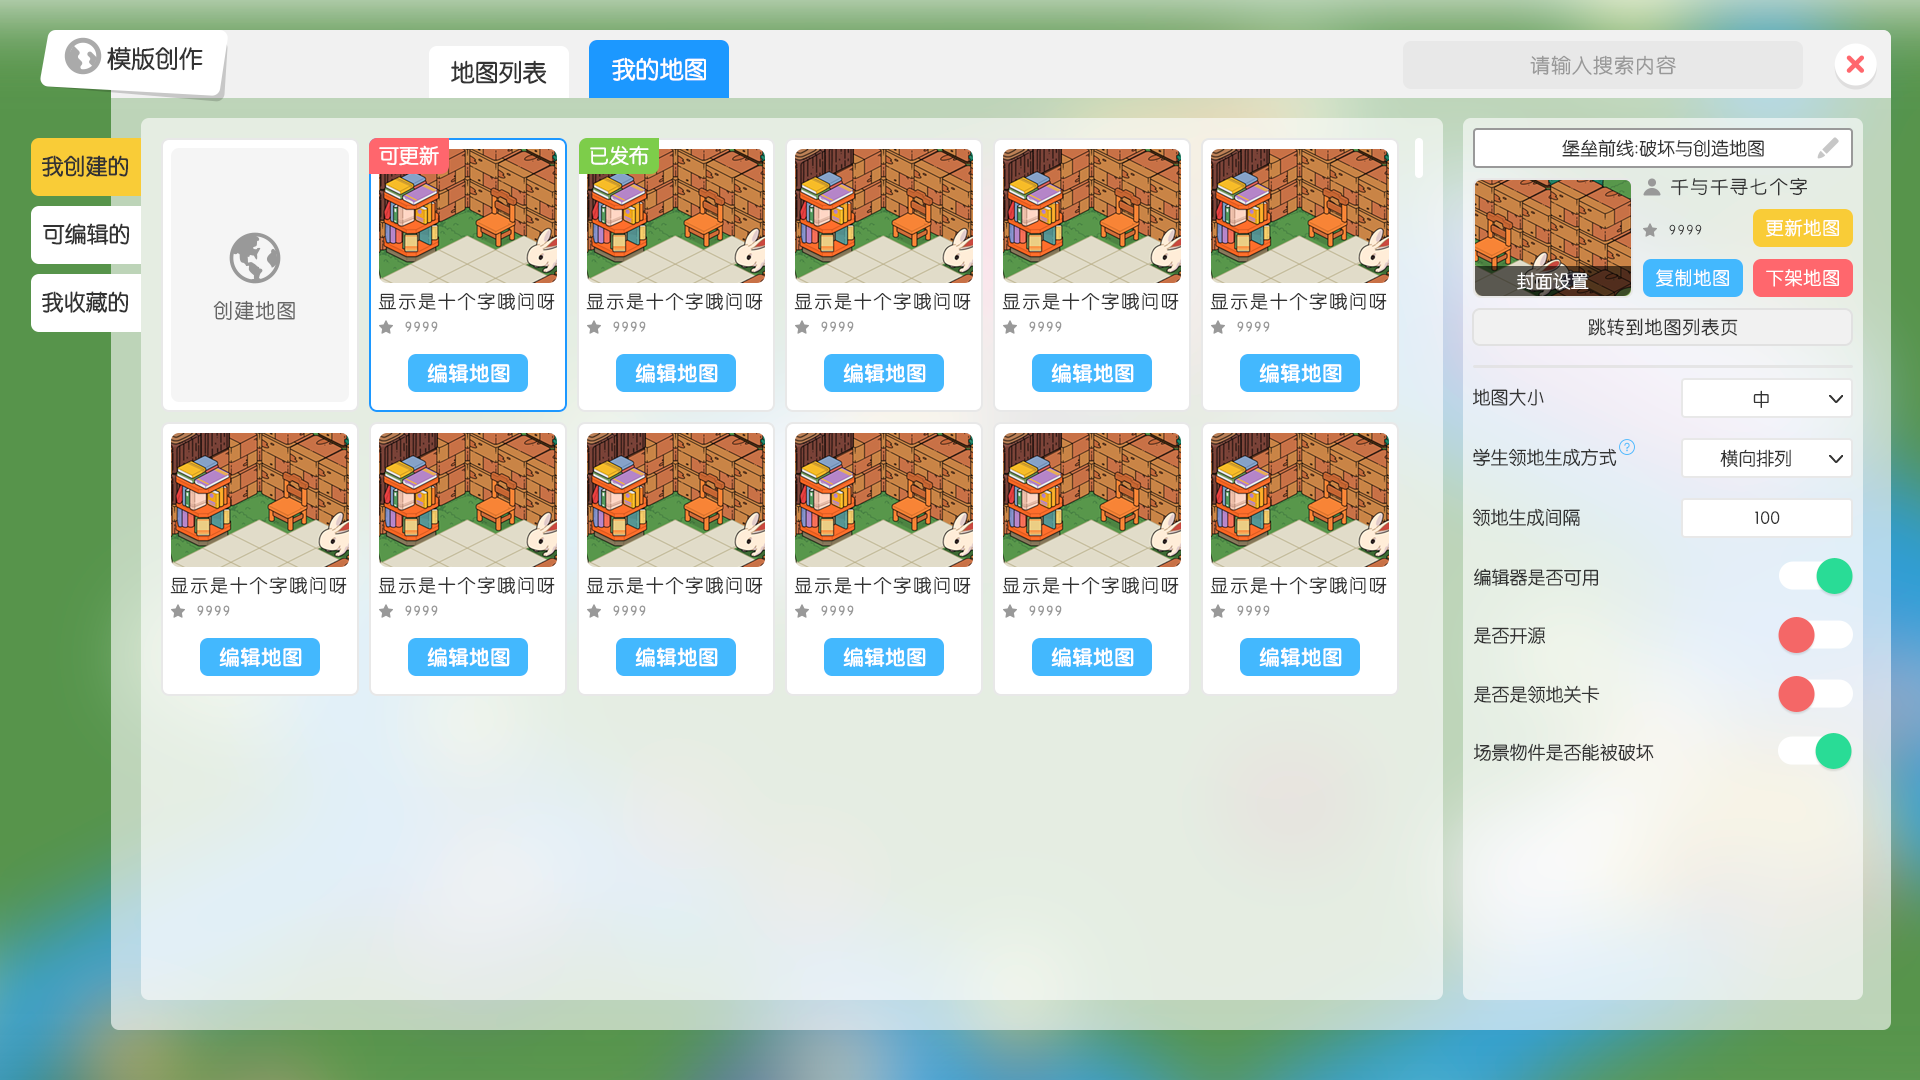 模版创作
地图列表
我的地图
请输入搜索内容
我创建的
可编辑的
我收藏的
创建地图
可更新
显示是十个字哦问呀
9999
编辑地图
已发布
显示是十个字哦问呀
9999
编辑地图
显示是十个字哦问呀
9999
编辑地图
显示是十个字哦问呀
9999
编辑地图
显示是十个字哦问呀
9999
编辑地图
显示是十个字哦问呀
9999
编辑地图
显示是十个字哦问呀
9999
编辑地图
显示是十个字哦问呀
9999
编辑地图
显示是十个字哦问呀
9999
编辑地图
显示是十个字哦问呀
9999
编辑地图
显示是十个字哦问呀
9999
编辑地图
堡垒前线:破坏与创造地图
封面设置
千与千寻七个字
9999
更新地图
复制地图
下架地图
跳转到地图列表页
地图大小
中
学生领地生成方式?
横向排列
领地生成间隔
100
编辑器是否可用
是否开源
是否是领地关卡
场景物件是否能被破坏